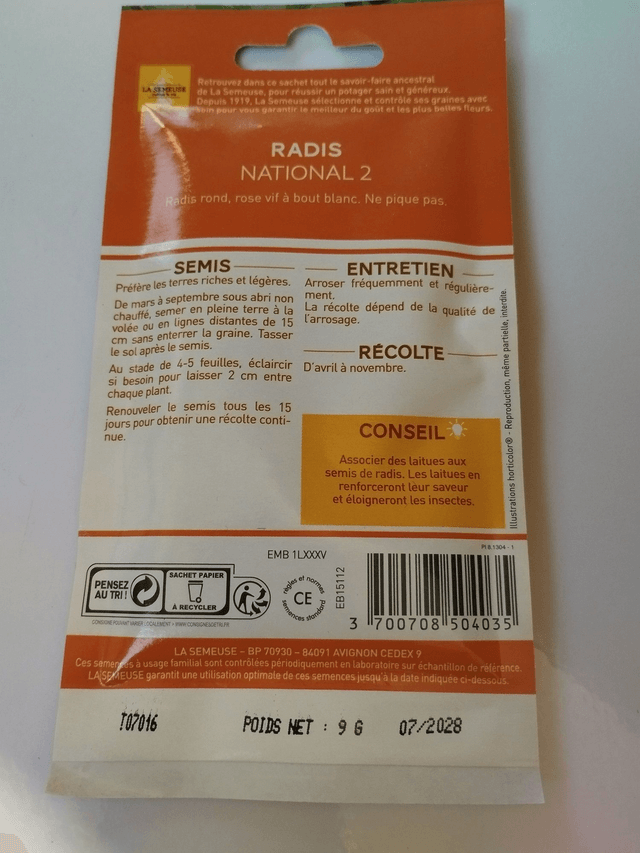 LA SEMEUSE
Retrouvez dans ce sachet tout le savoir-faire ancestral
de La Semeuse, pour réussir un potager sain et généreux.
Depuis 1919, La Semeuse sélectionne et contrôle ses graines avec
soin pour vous garantir le meilleur du goût et les plus belles fleurs.
RADIS
NATIONAL 2
Radis rond, rose vif à bout blanc. Ne pique pas.
SEMIS
Préfère les terres riches et légères.
De mars à septembre sous abri non
chauffé, semer en pleine terre à la
volée ou en lignes distantes de 15
cm sans enterrer la graine. Tasser
le sol après le semis.
Au stade de 4-5 feuilles, éclaircir
si besoin pour laisser 2 cm entre
chaque plant.
Renouveler le semis tous les 15
jours pour obtenir une récolte conti-
nue.
ENTRETIEN
Arroser fréquemment et régulière-
ment.
La récolte dépend de la qualité de
l'arrosage.
RÉCOLTE
D'avril à novembre.
CONSEIL
Associer des laitues aux
semis de radis. Les laitues en
renforceront leur saveur
et éloigneront les insectes.
Illustrations horticolor® - Reproduction, même partielle, interdite.
EMB 1LXXXV
PI 8.1304 - 1
PENSEZ
AU TRI !
SACHET PAPIER
À RECYCLER
règles et normes
CE
semences standard
EB15112
3 700708 504035
CONSIGNE POUVANT VARIER LOCALEMENT • WWW.CONSIGNESDETRI.FR
LA SEMEUSE – BP 70930 – 84091 AVIGNON CEDEX 9
Ces semences à usage familial sont contrôlées périodiquement en laboratoire sur échantillon de référence.
LA SEMEUSE garantit une utilisation optimale de ces semences jusqu'à la date indiquée ci-dessous.
T07016 POIDS NET : 9 G 07/2028